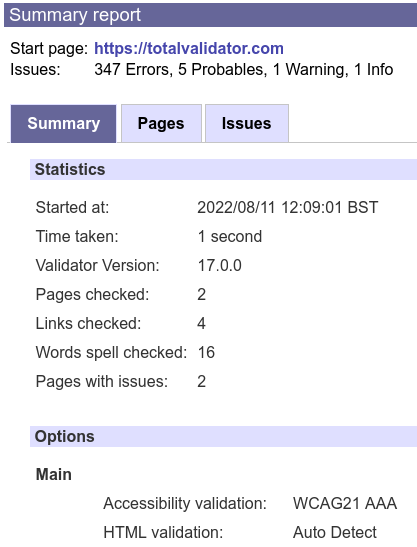 Summary report
Start page: https://totalvalidator.com
Issues: 347 Errors, 5 Probables, 1 Warning, 1 Info
Summary Pages Issues
Statistics
Started at: 2022/08/11 12:09:01 BST
Time taken: 1 second
Validator Version: 17.0.0
Pages checked: 2
Links checked: 4
Words spell checked: 16
Pages with issues: 2
Options
Main
Accessibility validation: WCAG21 AAA
HTML validation: Auto Detect